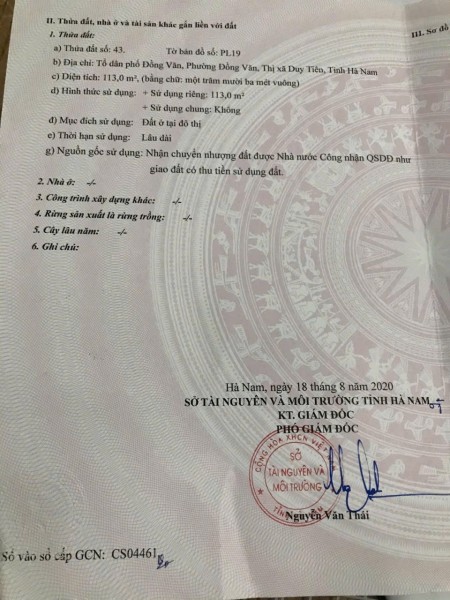 II. Thửa đất, nhà ở và tài sản khác gắn liền với đất
III. Sơ đồ
1. Thửa đất:
a) Thửa đất số: 43. Tờ bản đồ số: PL19
b) Địa chỉ: Tổ dân phố Đồng Văn, Phường Đồng Văn, Thị xã Duy Tiên, Tỉnh Hà Nam
c) Diện tích: 113,0 m², (bằng chữ: một trăm mười ba mét vuông)
d) Hình thức sử dụng: + Sử dụng riêng: 113,0 m²
+ Sử dụng chung: Không
đ) Mục đích sử dụng: Đất ở tại đô thị
e) Thời hạn sử dụng: Lâu dài
g) Nguồn gốc sử dụng: Nhận chuyển nhượng đất được Nhà nước Công nhận QSDĐ như
giao đất có thu tiền sử dụng đất.
2. Nhà ở: -/-
3. Công trình xây dựng khác: -/-
4. Rừng sản xuất là rừng trồng: -/-
5. Cây lâu năm: -/-
6. Ghi chú:
Hà Nam, ngày 18 tháng 8 năm 2020
SỞ TÀI NGUYÊN VÀ MÔI TRƯỜNG TỈNH HÀ NAM
KT. GIÁM ĐỐC
PHÓ GIÁM ĐỐC
CỘNG HÒA XHCN VIỆT
SỞ
TÀI NGUYÊN VÀ
MÔI TRƯỜNG
Nguyễn Văn Thái
Số vào sổ cấp GCN: CS04461